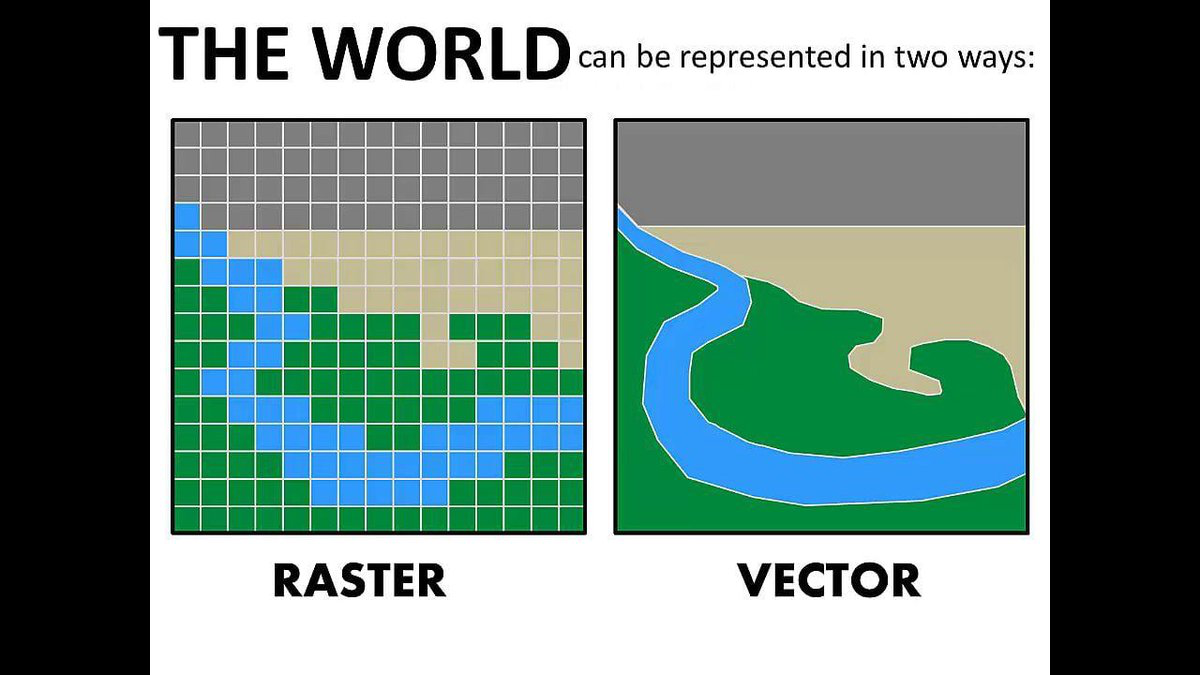 THE WORLD can be represented in two ways:
RASTER
VECTOR